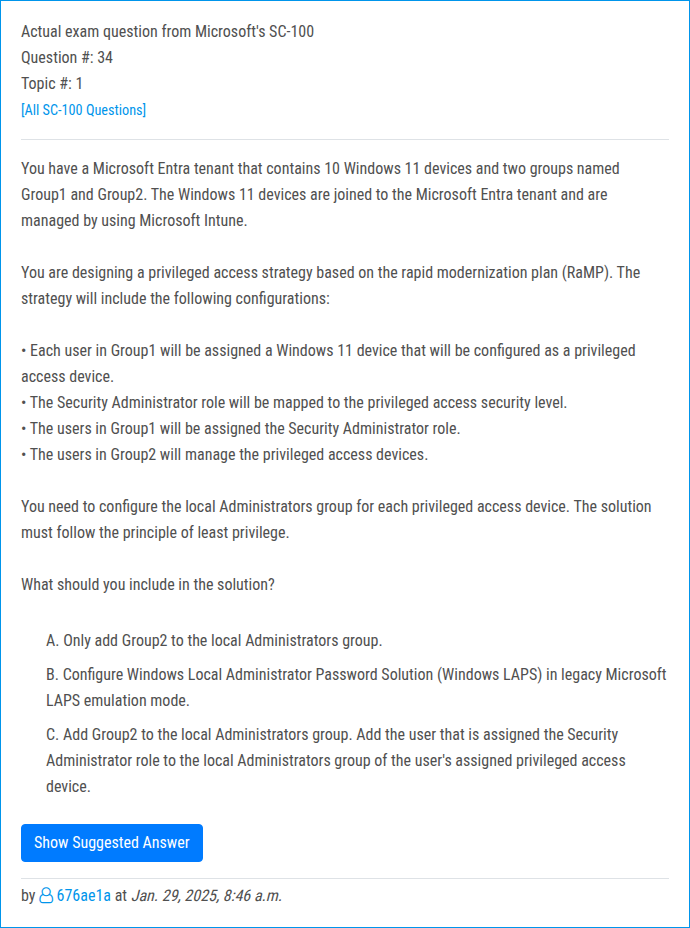 Actual exam question from Microsoft's SC-100
Question #: 34
Topic #: 1
[All SC-100 Questions]
You have a Microsoft Entra tenant that contains 10 Windows 11 devices and two groups named
Group1 and Group2. The Windows 11 devices are joined to the Microsoft Entra tenant and are
managed by using Microsoft Intune.
You are designing a privileged access strategy based on the rapid modernization plan (RaMP). The
strategy will include the following configurations:
• Each user in Group1 will be assigned a Windows 11 device that will be configured as a privileged
access device.
• The Security Administrator role will be mapped to the privileged access security level.
• The users in Group1 will be assigned the Security Administrator role.
• The users in Group2 will manage the privileged access devices.
You need to configure the local Administrators group for each privileged access device. The solution
must follow the principle of least privilege.
What should you include in the solution?
A. Only add Group2 to the local Administrators group.
B. Configure Windows Local Administrator Password Solution (Windows LAPS) in legacy Microsoft
LAPS emulation mode.
C. Add Group2 to the local Administrators group. Add the user that is assigned the Security
Administrator role to the local Administrators group of the user's assigned privileged access
device.
Show Suggested Answer
by 676ae1a at Jan. 29, 2025, 8:46 a.m.